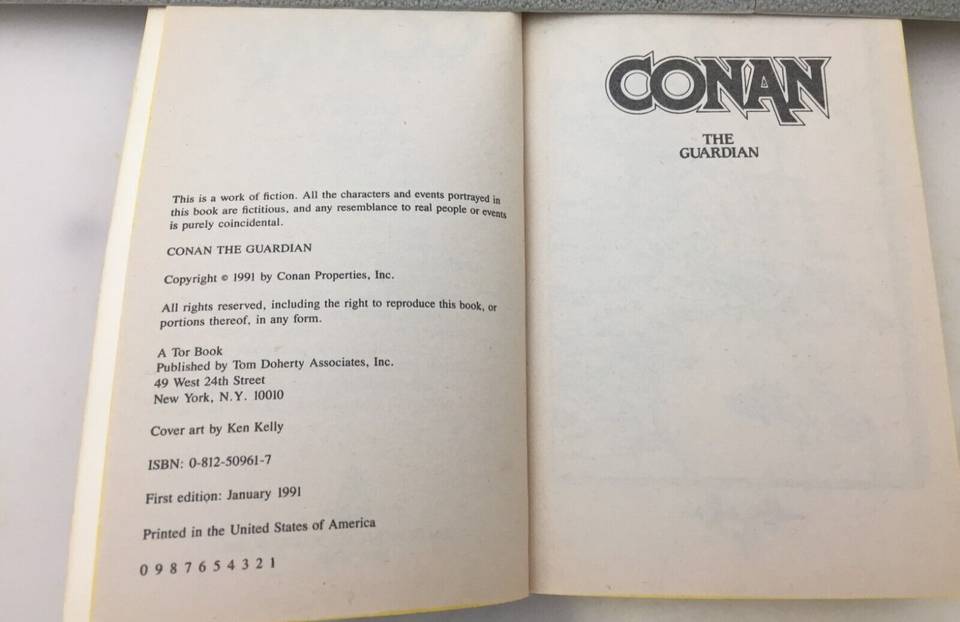 This is a work of fiction. All the characters and events portrayed in
this book are fictitious, and any resemblance to real people or events
is purely coincidental.
CONAN THE GUARDIAN
Copyright © 1991 by Conan Properties, Inc.
All rights reserved, including the right to reproduce this book, or
portions thereof, in any form.
A Tor Book
Published by Tom Doherty Associates, Inc.
49 West 24th Street
New York, N.Y. 10010
Cover art by Ken Kelly
ISBN: 0-812-50961-7
First edition: January 1991
Printed in the United States of America
0 9 8 7 6 5 4 3 2 1
CONAN
THE
GUARDIAN